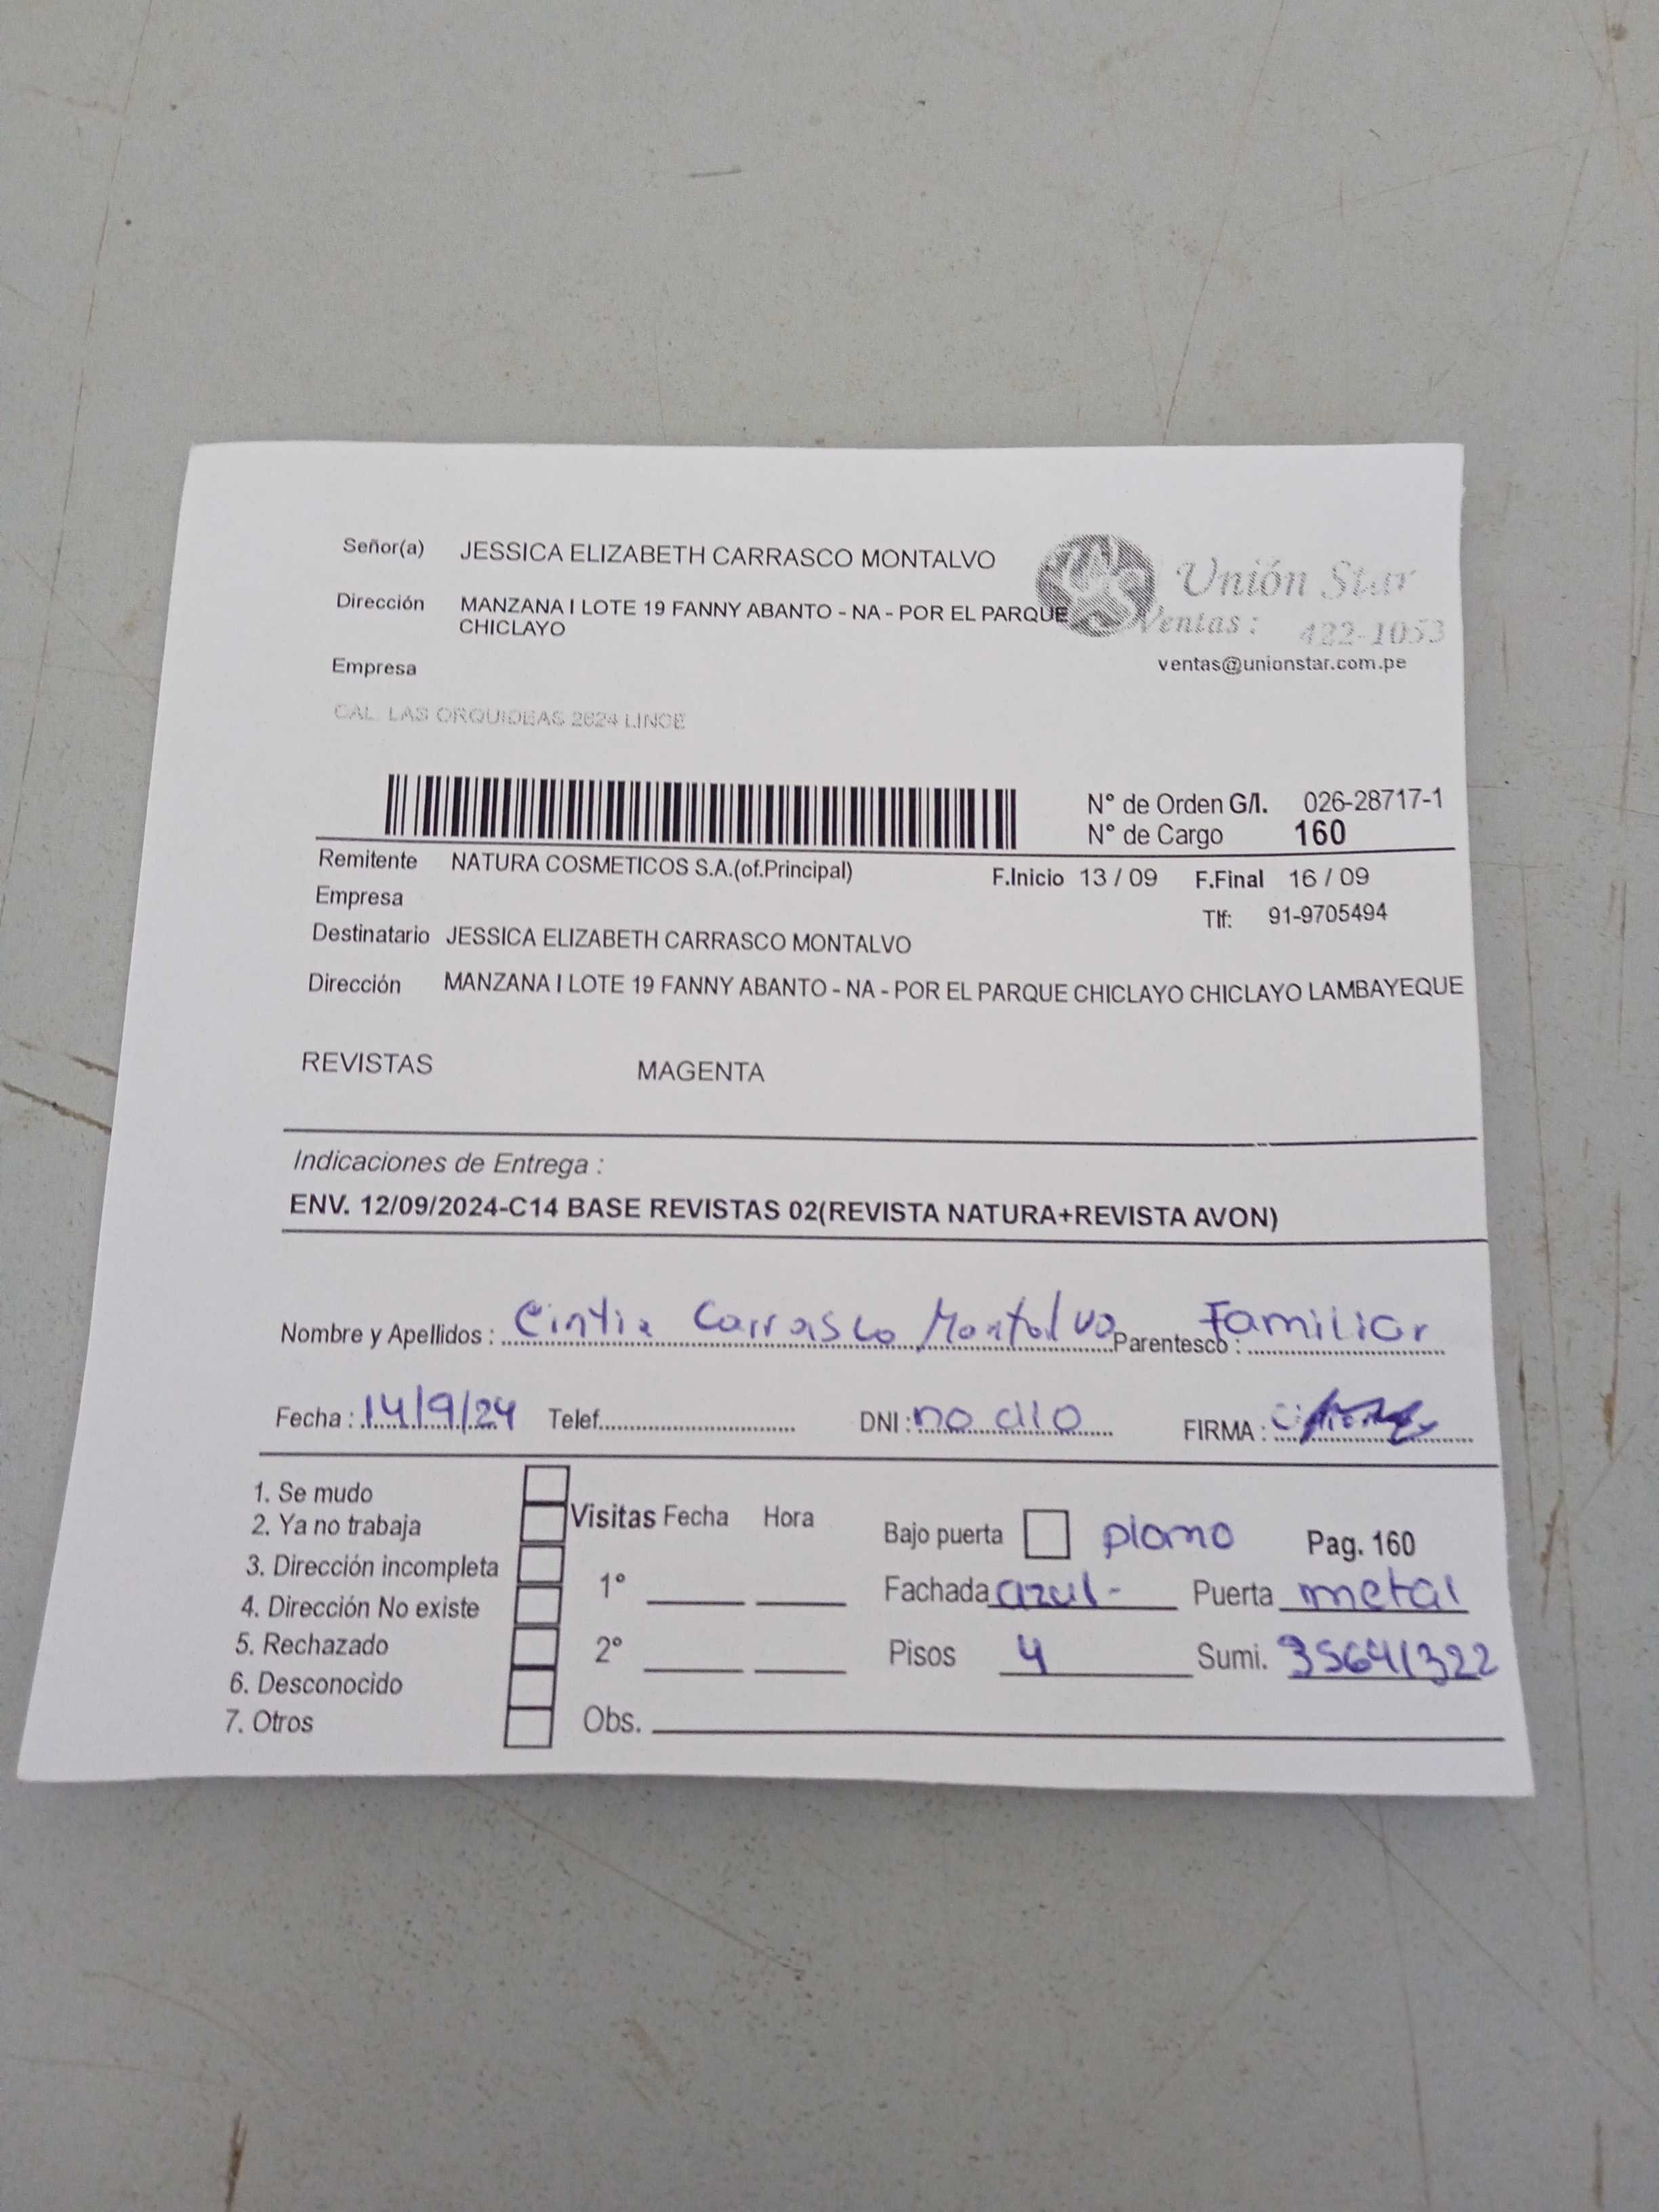 Señor(a) JESSICA ELIZABETH CARRASCO MONTALVO
Unión Star
Dirección MANZANA I LOTE 19 FANNY ABANTO - NA - POR EL PARQUE
CHICLAYO
Ventas : 422-1053
Empresa
ventas@unionstar.com.pe
CAL. LAS ORQUIDEAS 2624 LINCE
N° de Orden G/I. 026-28717-1
N° de Cargo 160
Remitente NATURA COSMETICOS S.A.(of.Principal) F.Inicio 13 / 09 F.Final 16 / 09
Empresa
Tlf: 91-9705494
Destinatario JESSICA ELIZABETH CARRASCO MONTALVO
Dirección MANZANA I LOTE 19 FANNY ABANTO - NA - POR EL PARQUE CHICLAYO CHICLAYO LAMBAYEQUE
REVISTAS MAGENTA
Indicaciones de Entrega :
ENV. 12/09/2024-C14 BASE REVISTAS 02(REVISTA NATURA+REVISTA AVON)
Nombre y Apellidos : Cintia Carrasco Montalvo Parentesco : Familiar
Fecha : 14/9/24 Telef. DNI : no dio FIRMA :
1. Se mudo
2. Ya no trabaja
3. Dirección incompleta
4. Dirección No existe
5. Rechazado
6. Desconocido
7. Otros
Visitas Fecha Hora
1°
2°
Obs.
Bajo puerta plomo Pag. 160
Fachada azul- Puerta metal
Pisos 4 Sumi. 35641322